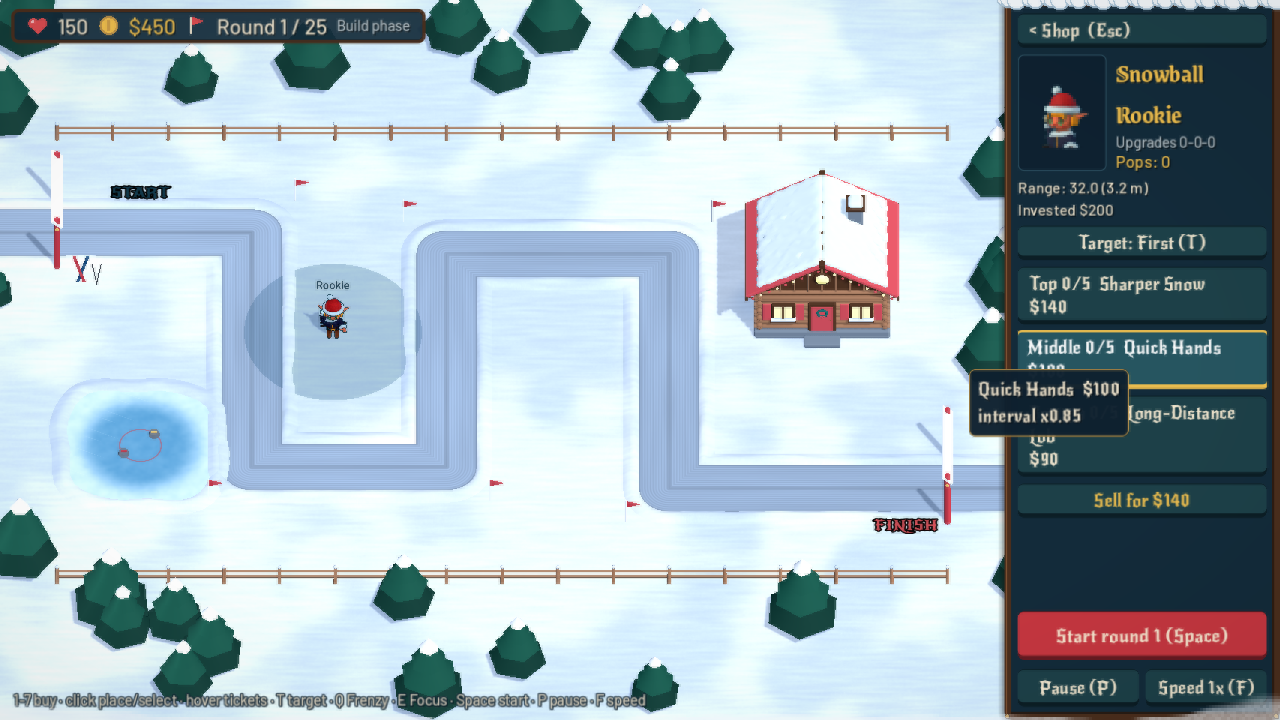 150 $450 Round 1 / 25 Build phase
START
Rookie
FINISH
1-7 buy · click place/select · hover tickets · T target · Q Frenzy · E Focus · Space start · P pause · F speed
< Shop (Esc)
Snowball
Rookie
Upgrades 0-0-0
Pops: 0
Range: 32.0 (3.2 m)
Invested $200
Target: First (T)
Top 0/5 Sharper Snow
$140
Middle 0/5 Quick Hands
Quick Hands $100
interval x0.85
Long-Distance
$90
Sell for $140
Start round 1 (Space)
Pause (P)
Speed 1x (F)